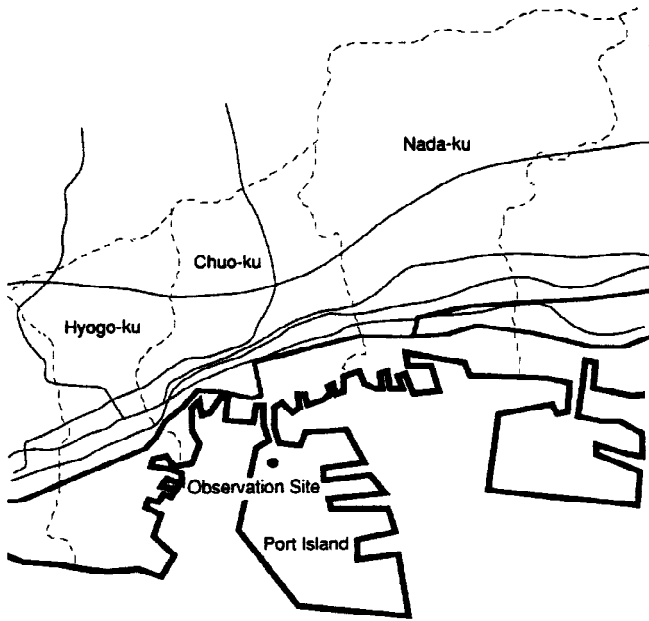 Nada-ku
Chuo-ku
Hyogo-ku
Observation Site
Port Island